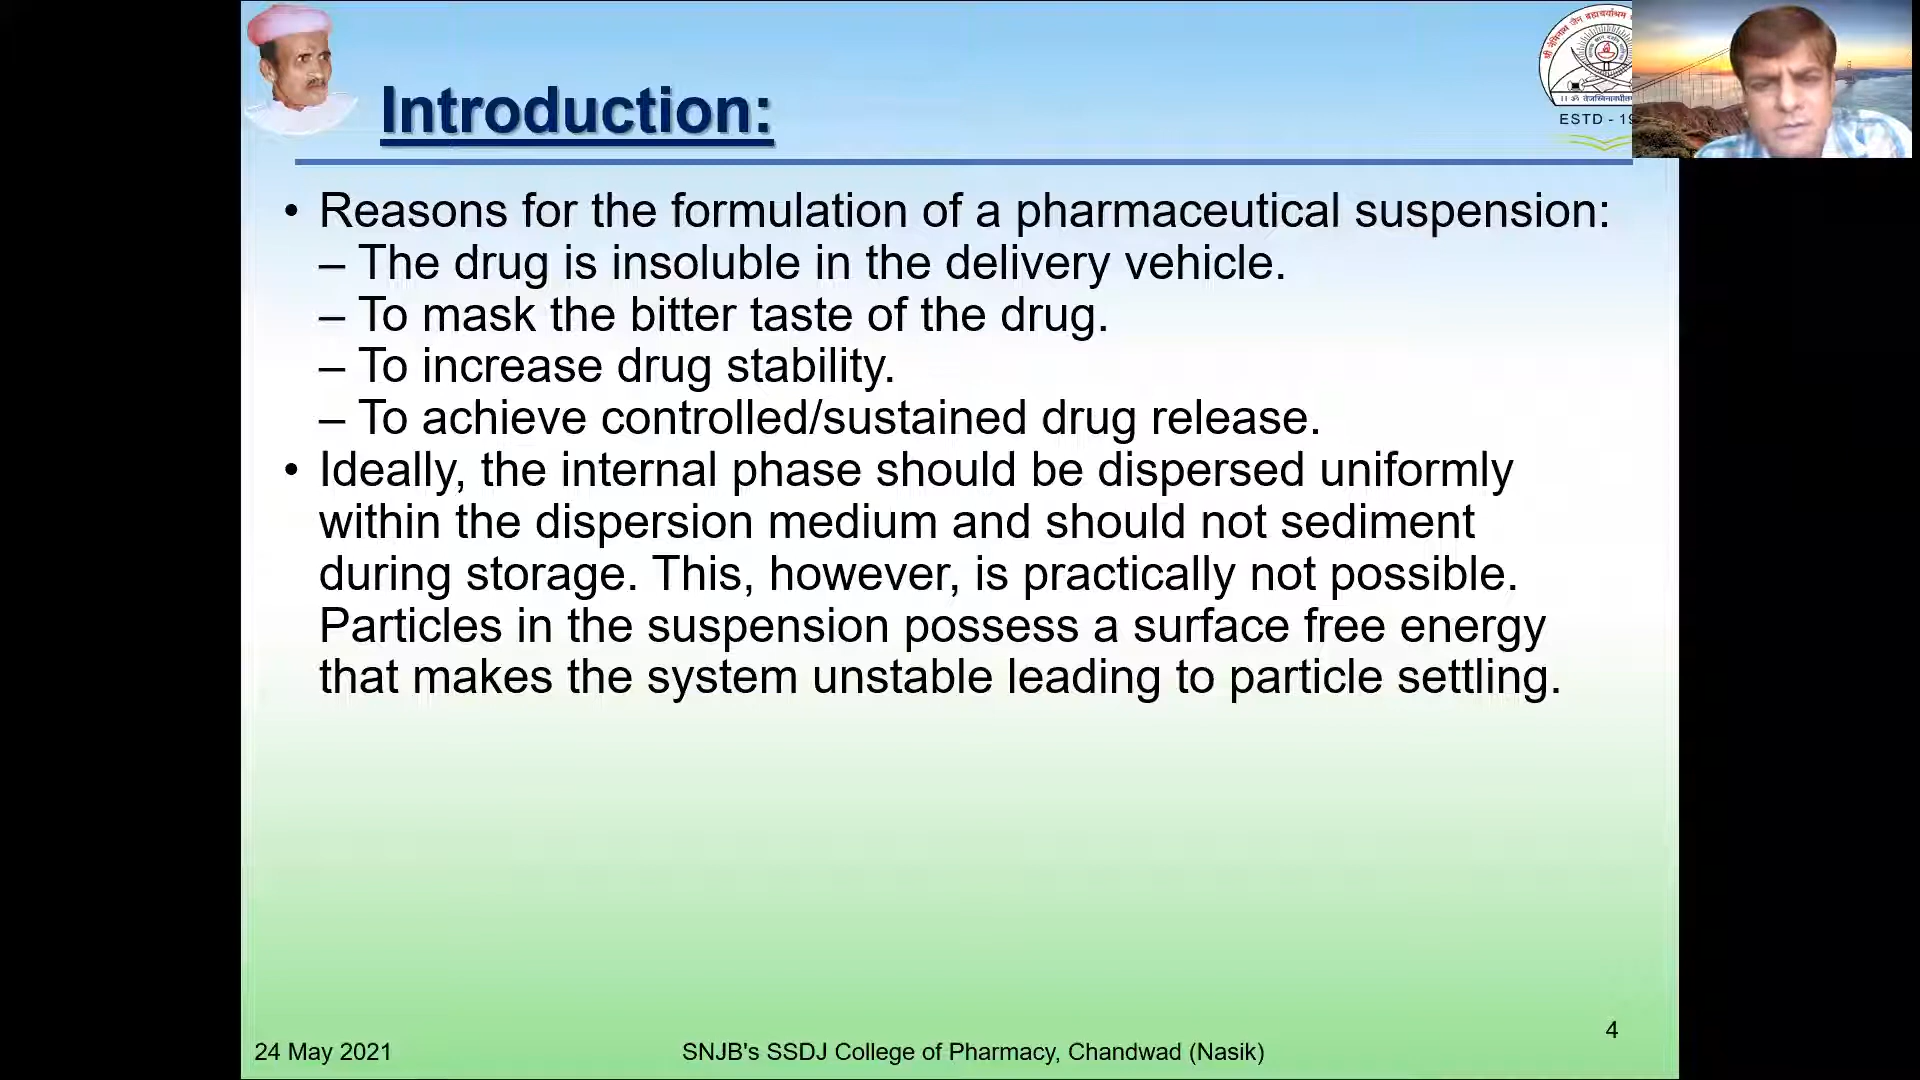 Introduction:
ESTD - 19
• Reasons for the formulation of a pharmaceutical suspension:
– The drug is insoluble in the delivery vehicle.
– To mask the bitter taste of the drug.
– To increase drug stability.
– To achieve controlled/sustained drug release.
• Ideally, the internal phase should be dispersed uniformly
within the dispersion medium and should not sediment
during storage. This, however, is practically not possible.
Particles in the suspension possess a surface free energy
that makes the system unstable leading to particle settling.
4
24 May 2021
SNJB's SSDJ College of Pharmacy, Chandwad (Nasik)